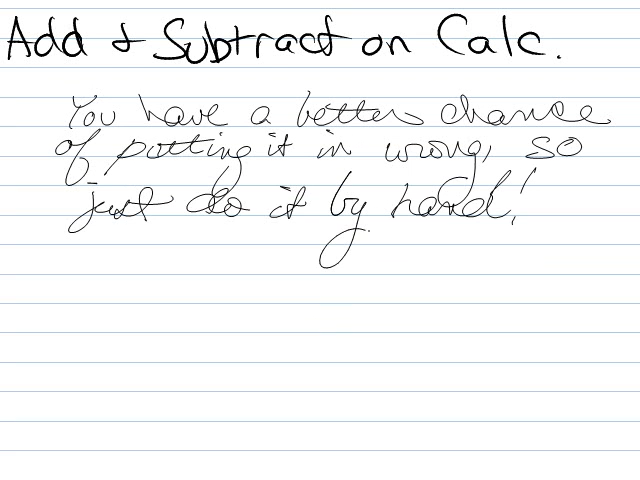 Add & Subtract on Calc.
You have a better chance
of putting it in wrong, so
just do it by hand!